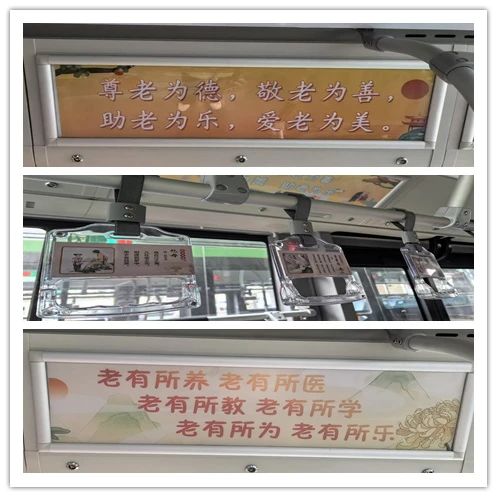 尊老为德，敬老为善，
助老为乐，爱老为美。
老有所养 老有所医
老有所教 老有所学
老有所为 老有所乐